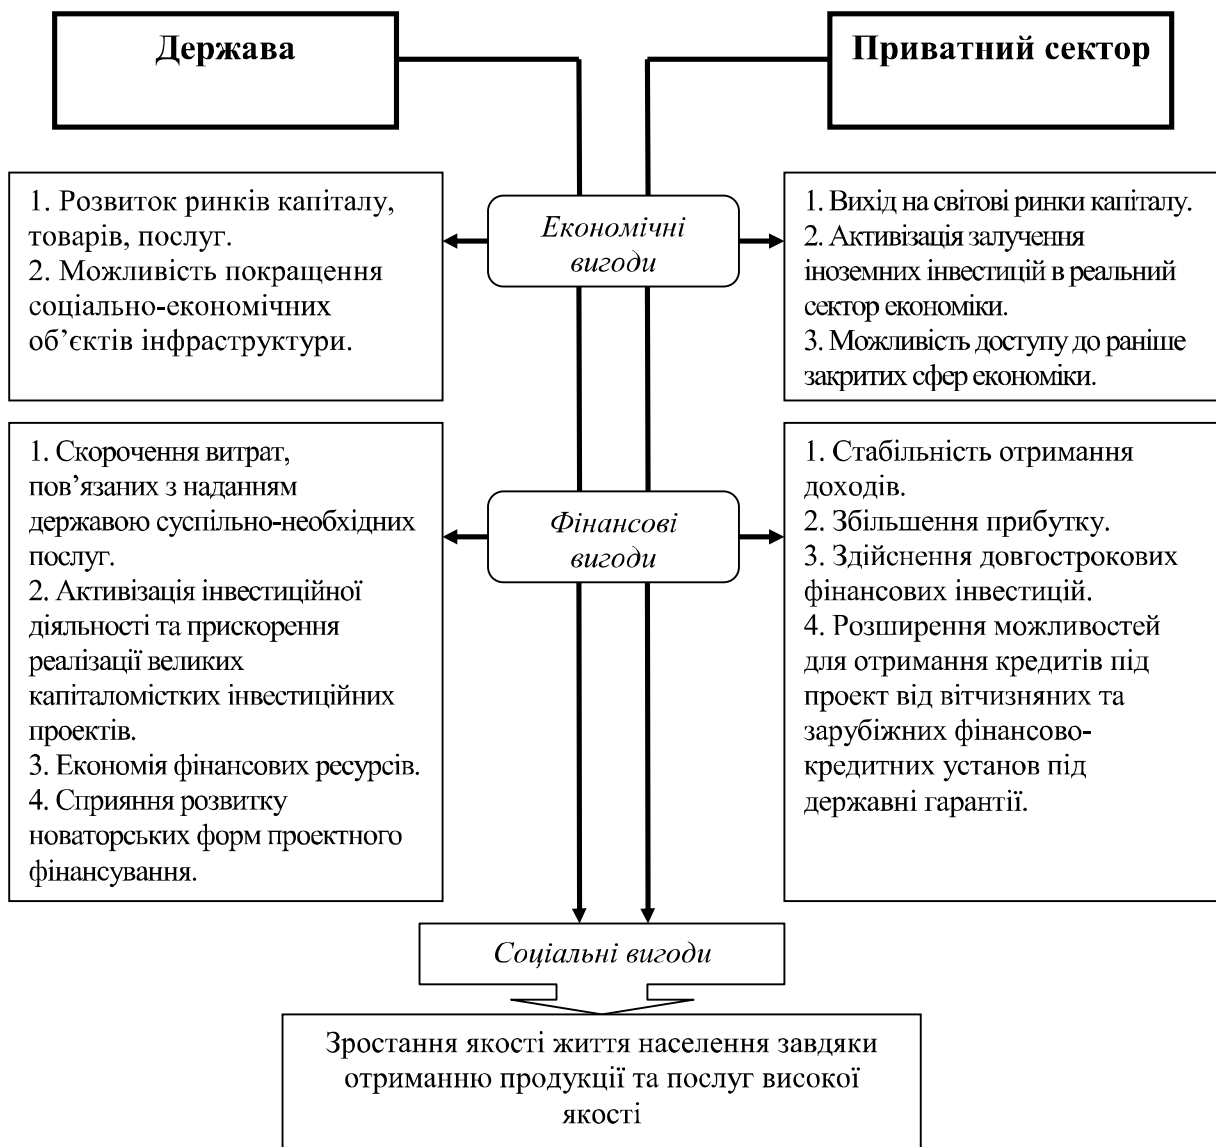 Держава
Приватний сектор
1. Розвиток ринків капіталу,
товарів, послуг.
2. Можливість покращення
соціально-економічних
об’єктів інфраструктури.
Економічні
вигоди
1. Вихід на світові ринки капіталу.
2. Активізація залучення
іноземних інвестицій в реальний
сектор економіки.
3. Можливість доступу до раніше
закритих сфер економіки.
1. Скорочення витрат,
пов’язаних з наданням
державою суспільно-необхідних
послуг.
2. Активізація інвестиційної
діяльності та прискорення
реалізації великих
капіталомістких інвестиційних
проектів.
3. Економія фінансових ресурсів.
4. Сприяння розвитку
новаторських форм проектного
фінансування.
Фінансові
вигоди
1. Стабільність отримання
доходів.
2. Збільшення прибутку.
3. Здійснення довгострокових
фінансових інвестицій.
4. Розширення можливостей
для отримання кредитів під
проект від вітчизняних та
зарубіжних фінансово-
кредитних установ під
державні гарантії.
Соціальні вигоди
Зростання якості життя населення завдяки
отриманню продукції та послуг високої
якості